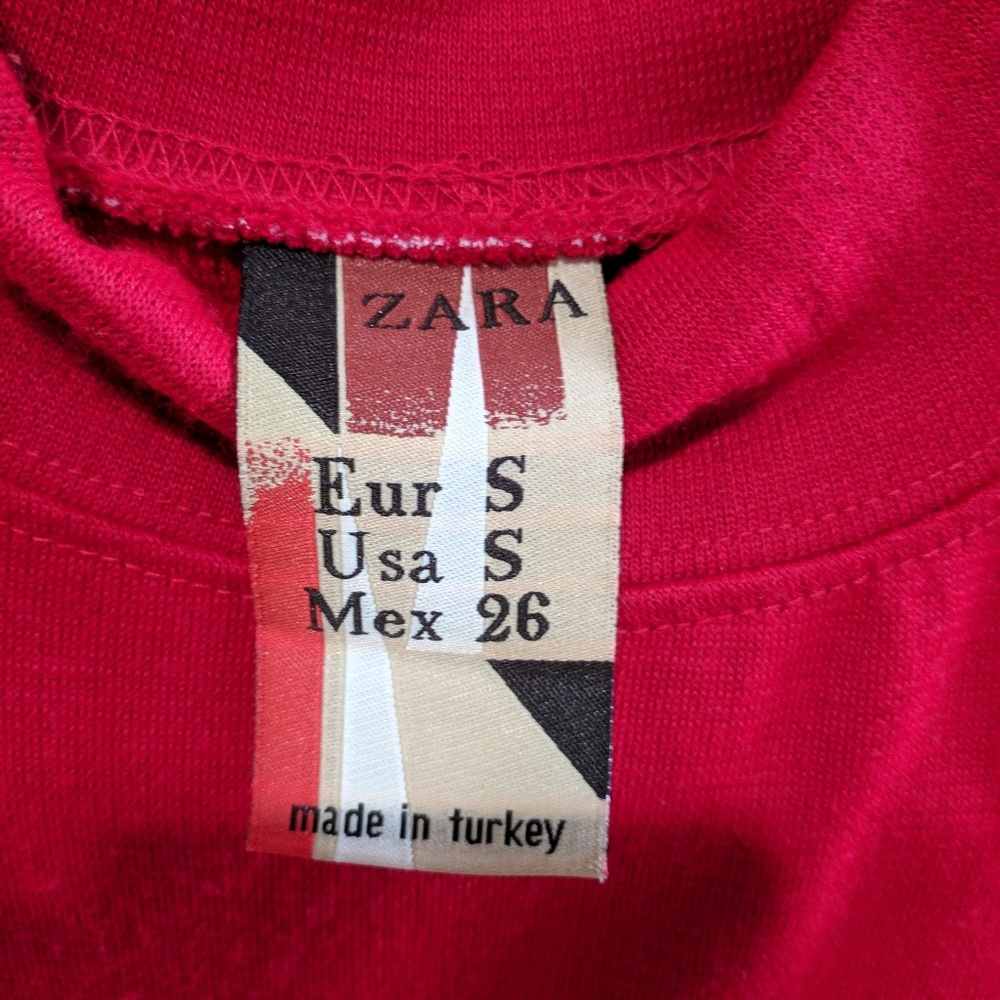 ZARA
Eur S
Usa S
Mex 26
made in turkey